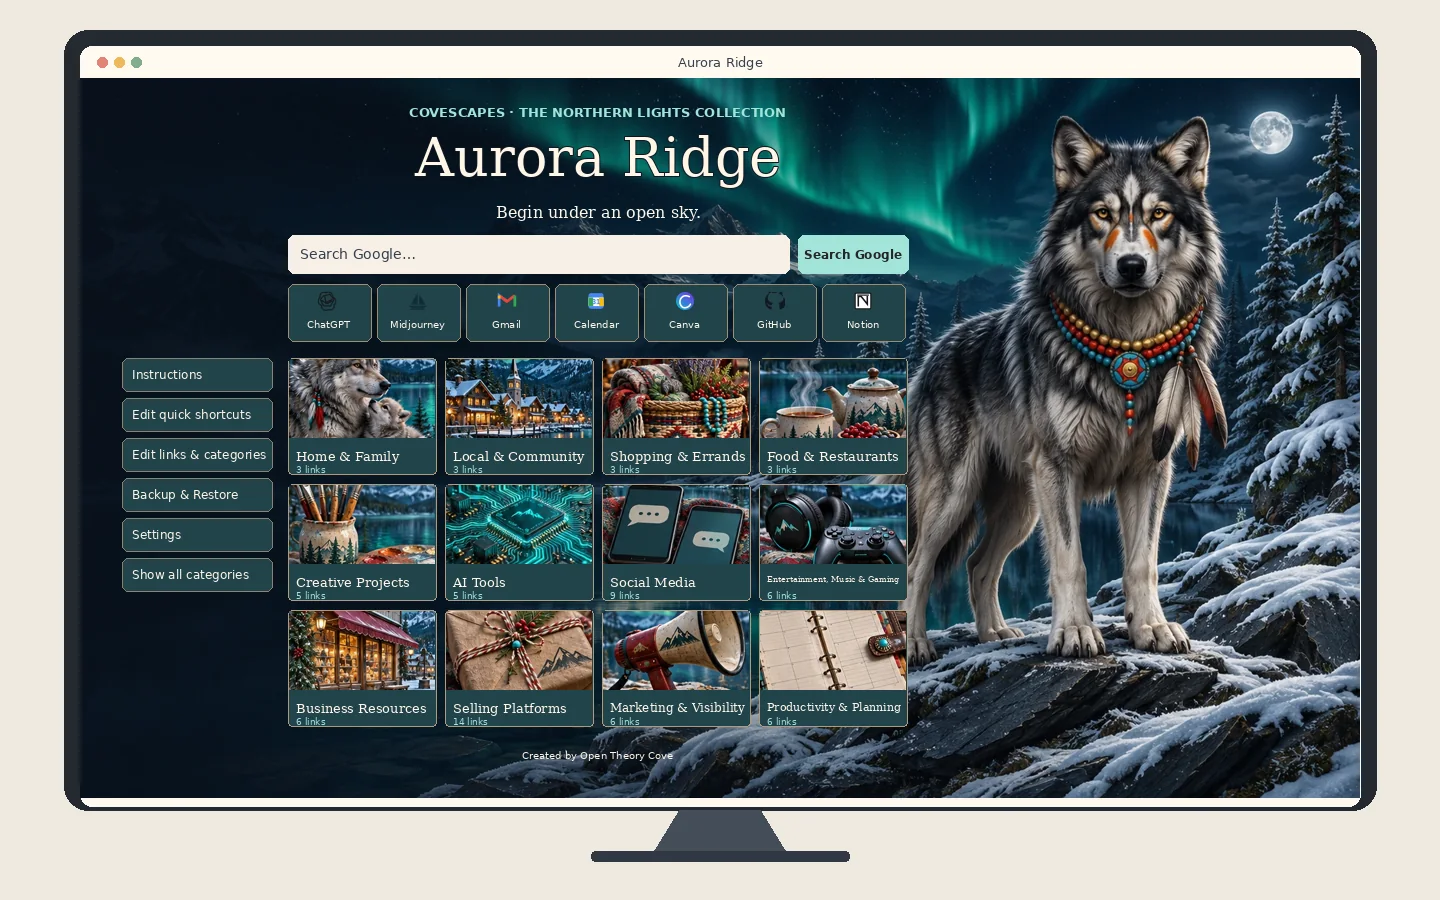 Aurora Ridge
COVESCAPES · THE NORTHERN LIGHTS COLLECTION
Aurora Ridge
Begin under an open sky.
Search Google...
Search Google
ChatGPT
Midjourney
Gmail
Calendar
Canva
GitHub
Notion
Instructions
Edit quick shortcuts
Edit links & categories
Backup & Restore
Settings
Show all categories
Home & Family
3 links
Local & Community
3 links
Shopping & Errands
3 links
Food & Restaurants
3 links
Creative Projects
5 links
AI Tools
5 links
Social Media
9 links
Entertainment, Music & Gaming
6 links
Business Resources
6 links
Selling Platforms
14 links
Marketing & Visibility
6 links
Productivity & Planning
6 links
Created by Open Theory Cove